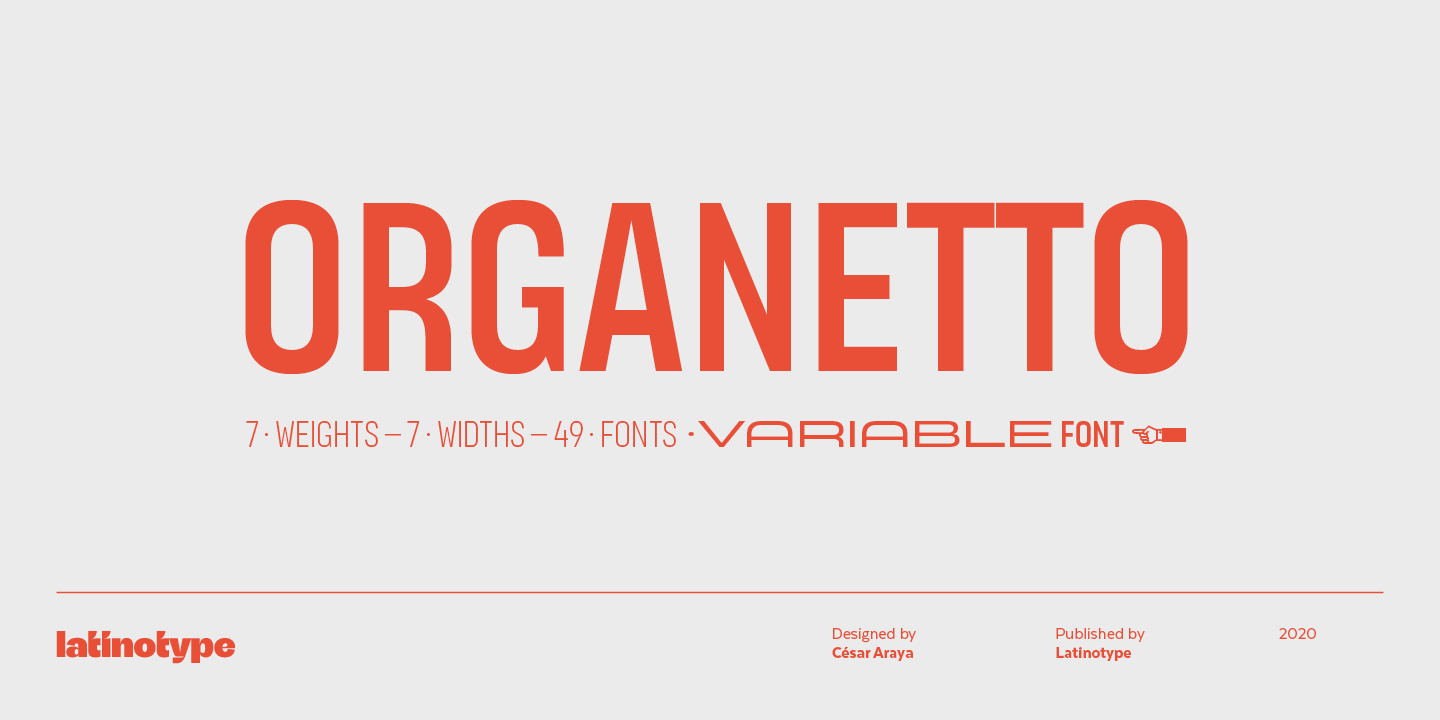 ORGANETTO
7 · WEIGHTS – 7 · WIDTHS – 49 · FONTS · VARIABLE FONT
latinotype
Designed by
César Araya
Published by
Latinotype
2020